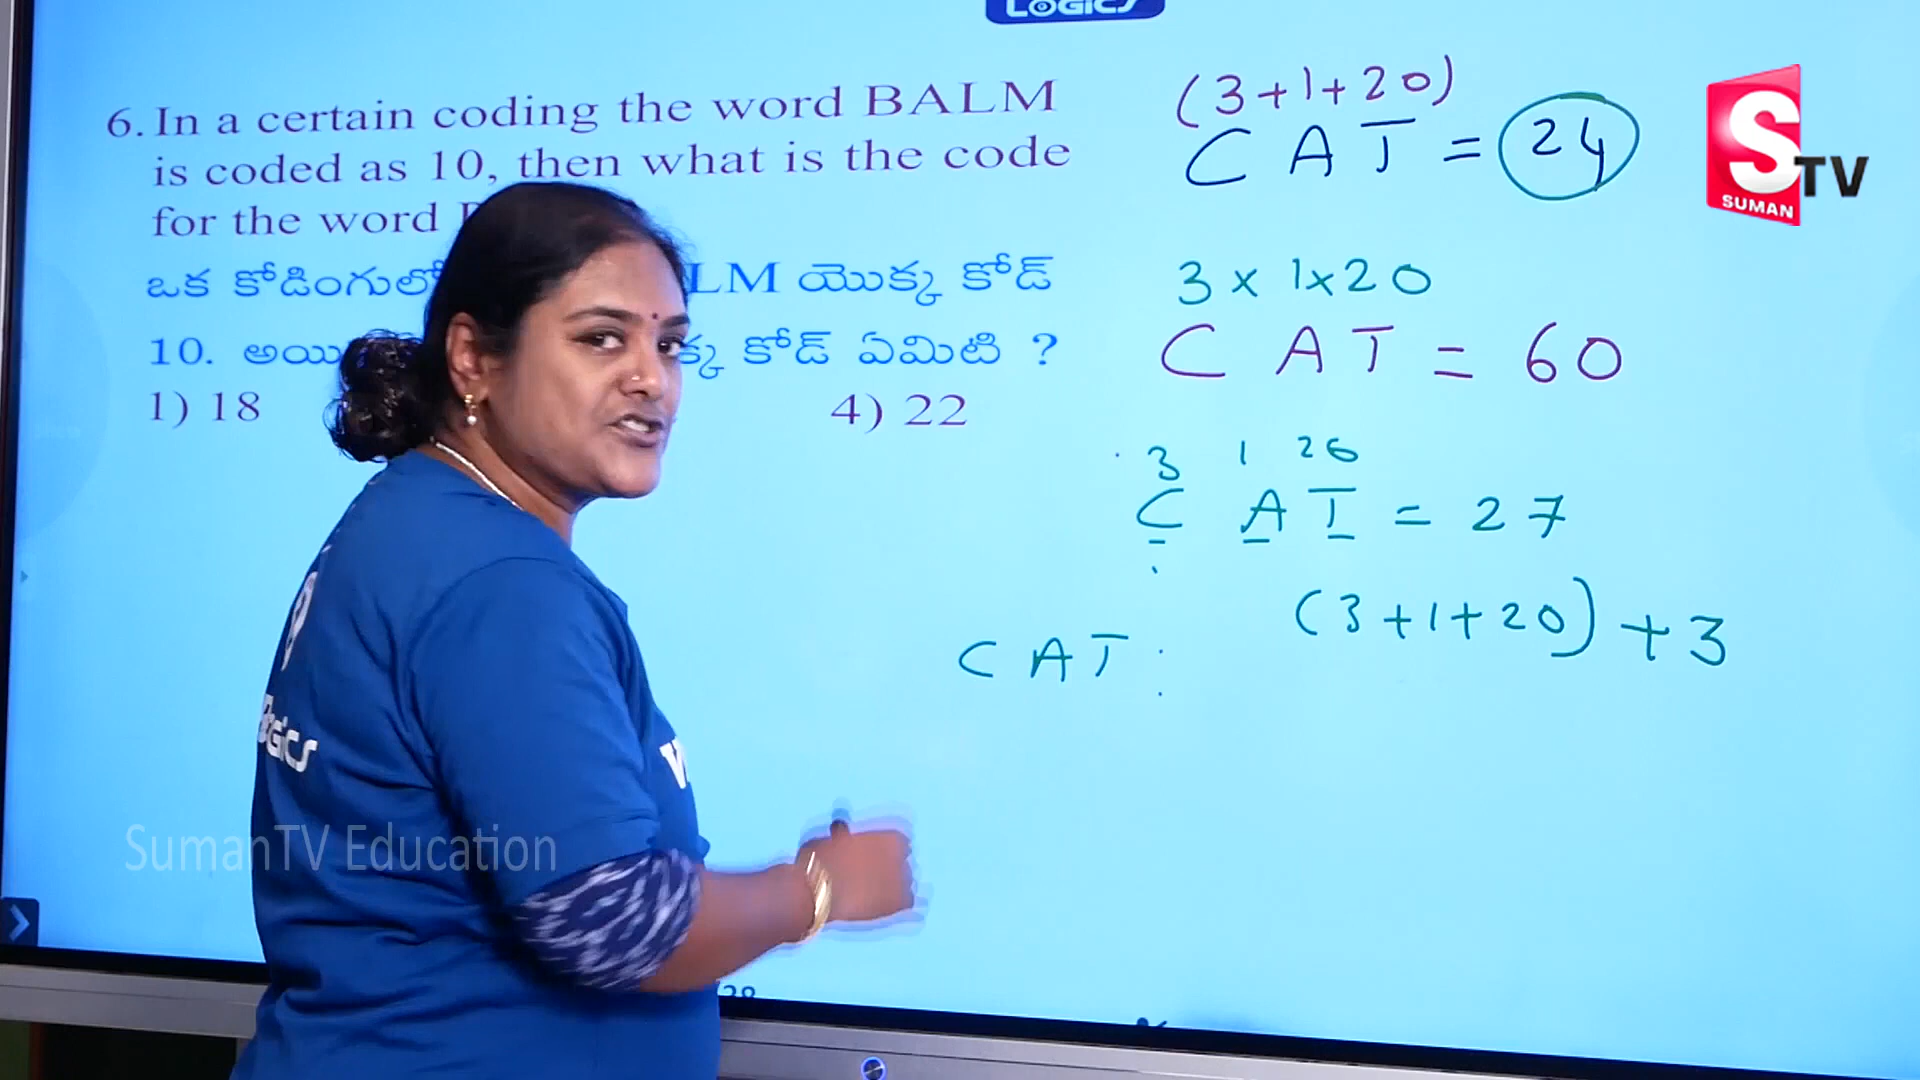 LOGICS
6. In a certain coding the word BALM
is coded as 10, then what is the code
for the word
ఒక కోడింగులో LM యొక్క కోడ్
10. అయి క్క కోడ్ ఏమిటి ?
1) 18 4) 22
(3+1+20)
CAT = 24
3 x 1x20
CAT = 60
3 1 26
CAT = 27
(3+1+20) + 3
CAT :
S TV
SUMAN
LOGICS
SumanTV Education